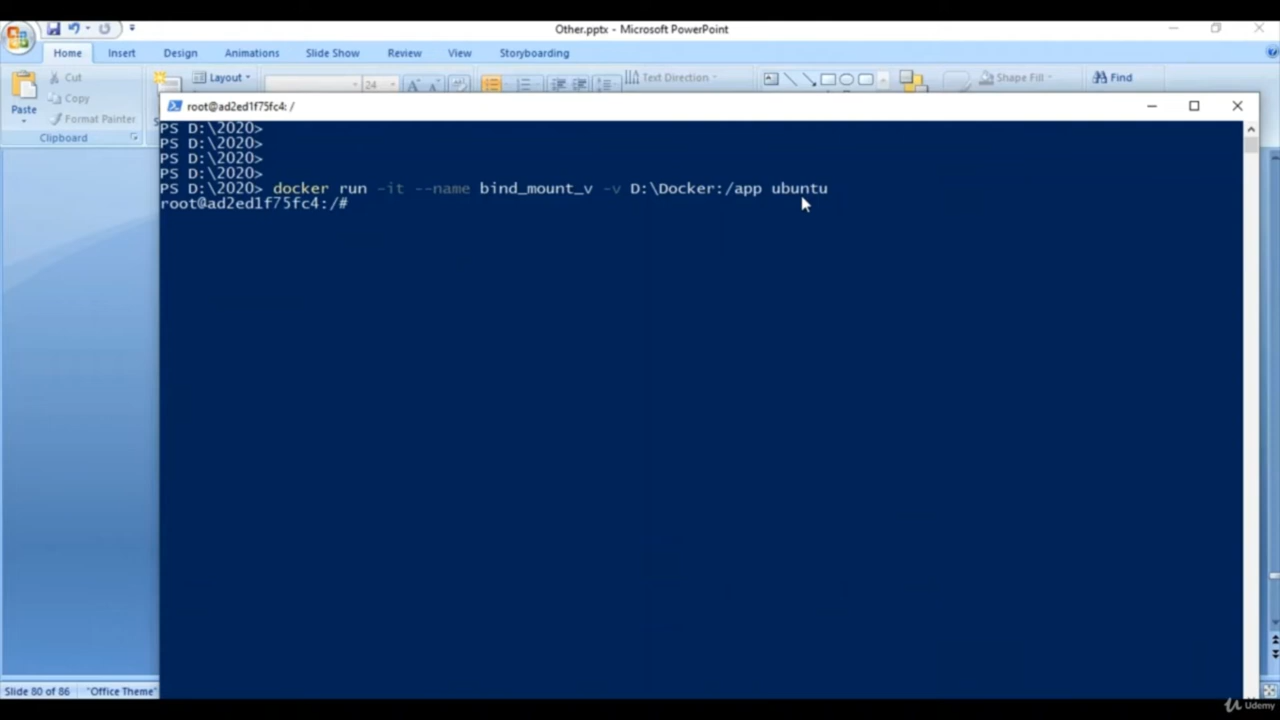 Other.pptx - Microsoft PowerPoint
Home Insert Design Animations Slide Show Review View Storyboarding
Cut Layout 24 Text Direction Shape Fill Find
Copy
Paste Format Painter
Clipboard
root@ad2ed1f75fc4: /
PS D:\2020>
PS D:\2020>
PS D:\2020>
PS D:\2020>
PS D:\2020> docker run -it --name bind_mount_v -v D:\Docker:/app ubuntu
root@ad2ed1f75fc4:/#
Slide 80 of 86 "Office Theme"
Udemy